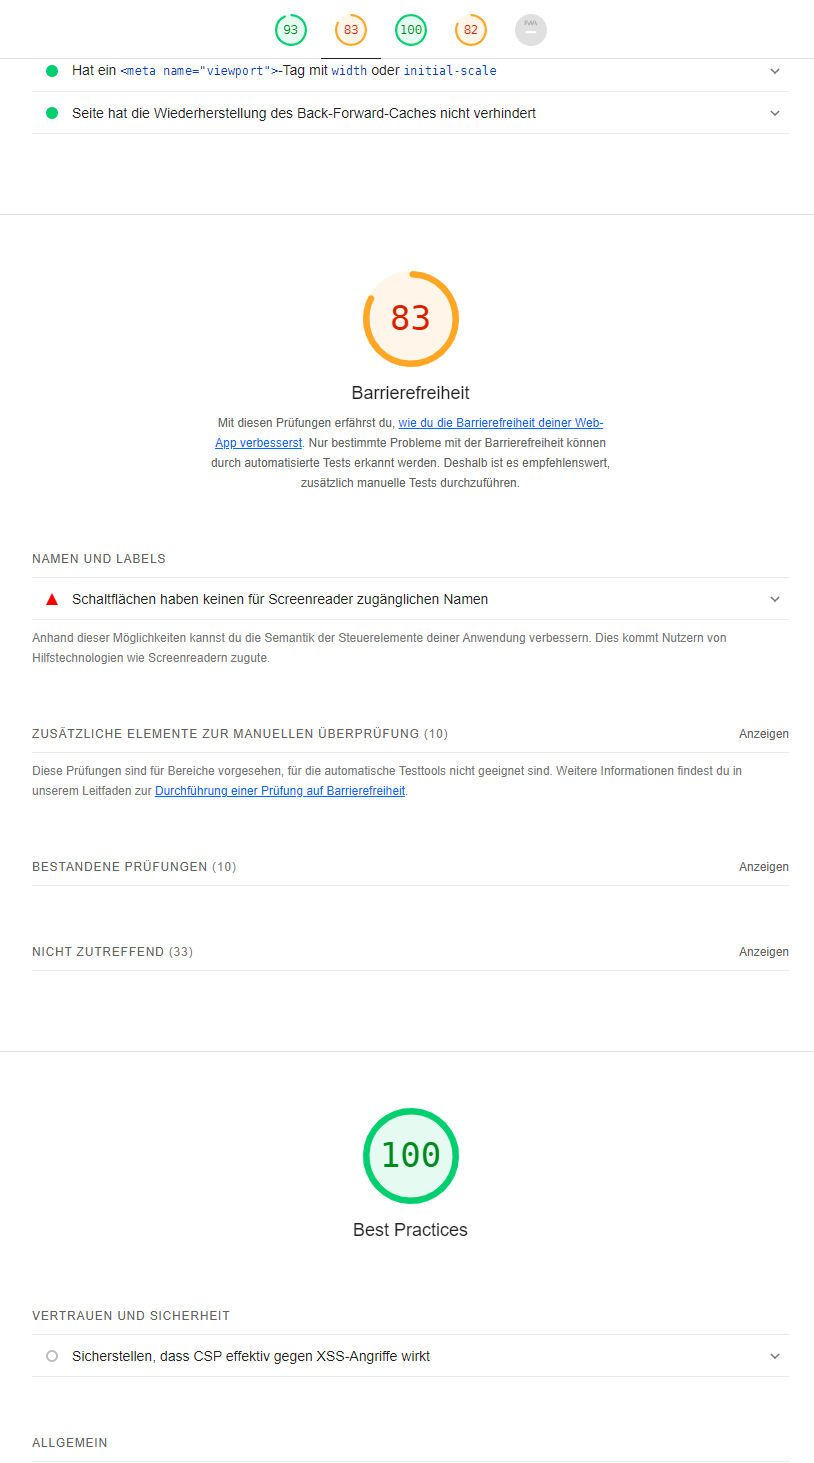 93 83 100 82 PWA
Hat ein <meta name="viewport">-Tag mit width oder initial-scale
Seite hat die Wiederherstellung des Back-Forward-Caches nicht verhindert
83
Barrierefreiheit
Mit diesen Prüfungen erfährst du, wie du die Barrierefreiheit deiner Web-
App verbesserst. Nur bestimmte Probleme mit der Barrierefreiheit können
durch automatisierte Tests erkannt werden. Deshalb ist es empfehlenswert,
zusätzlich manuelle Tests durchzuführen.
NAMEN UND LABELS
Schaltflächen haben keinen für Screenreader zugänglichen Namen
Anhand dieser Möglichkeiten kannst du die Semantik der Steuerelemente deiner Anwendung verbessern. Dies kommt Nutzern von
Hilfstechnologien wie Screenreadern zugute.
ZUSÄTZLICHE ELEMENTE ZUR MANUELLEN ÜBERPRÜFUNG (10) Anzeigen
Diese Prüfungen sind für Bereiche vorgesehen, für die automatische Testtools nicht geeignet sind. Weitere Informationen findest du in
unserem Leitfaden zur Durchführung einer Prüfung auf Barrierefreiheit.
BESTANDENE PRÜFUNGEN (10) Anzeigen
NICHT ZUTREFFEND (33) Anzeigen
100
Best Practices
VERTRAUEN UND SICHERHEIT
Sicherstellen, dass CSP effektiv gegen XSS-Angriffe wirkt
ALLGEMEIN